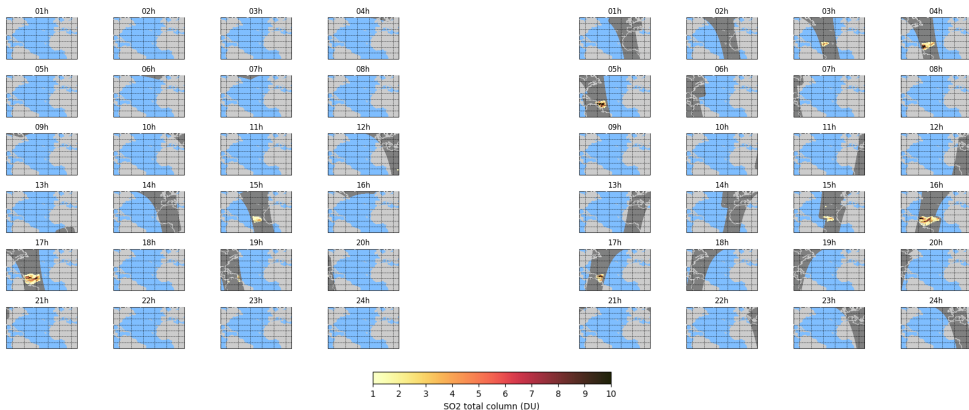 01h 02h 03h 04h
05h 06h 07h 08h
09h 10h 11h 12h
13h 14h 15h 16h
17h 18h 19h 20h
21h 22h 23h 24h
01h 02h 03h 04h
05h 06h 07h 08h
09h 10h 11h 12h
13h 14h 15h 16h
17h 18h 19h 20h
21h 22h 23h 24h
1 2 3 4 5 6 7 8 9 10
SO2 total column (DU)